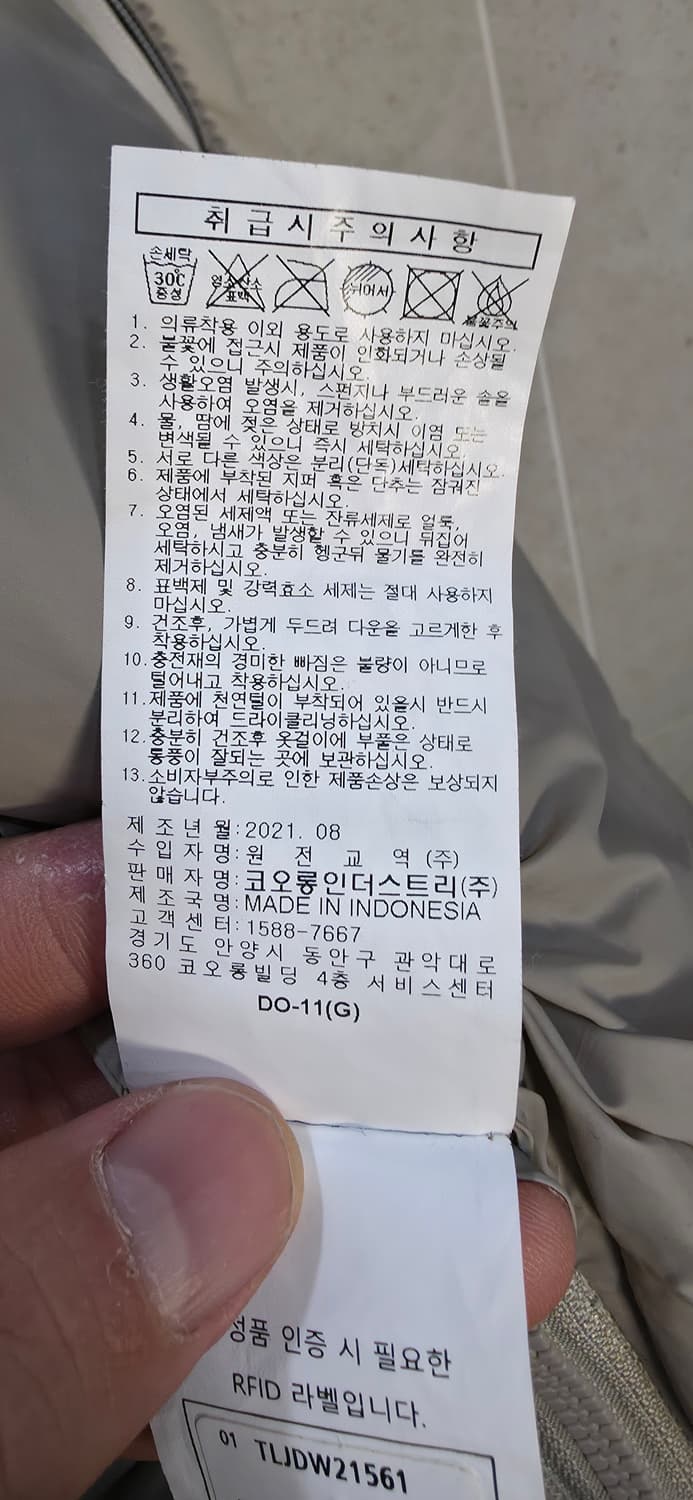 취급시주의사항
손세탁
30℃
중성
염소산소
표백
뉘어서
불꽃주의
1. 의류착용 이외 용도로 사용하지 마십시오.
2. 불꽃에 접근시 제품이 인화되거나 손상될
수 있으니 주의하십시오.
3. 생활오염 발생시, 스펀지나 부드러운 솔을
사용하여 오염을 제거하십시오.
4. 물, 땀에 젖은 상태로 방치시 이염 또는
변색될 수 있으니 즉시 세탁하십시오.
5. 서로 다른 색상은 분리(단독)세탁하십시오.
6. 제품에 부착된 지퍼 혹은 단추는 잠궈진
상태에서 세탁하십시오.
7. 오염된 세제액 또는 잔류세제로 얼룩,
오염, 냄새가 발생할 수 있으니 뒤집어
세탁하시고 충분히 헹군뒤 물기를 완전히
제거하십시오.
8. 표백제 및 강력효소 세제는 절대 사용하지
마십시오.
9. 건조후, 가볍게 두드려 다운을 고르게한 후
착용하십시오.
10.충전재의 경미한 빠짐은 불량이 아니므로
털어내고 착용하십시오.
11.제품에 천연털이 부착되어 있을시 반드시
분리하여 드라이클리닝하십시오.
12.충분히 건조후 옷걸이에 부풀은 상태로
통풍이 잘되는 곳에 보관하십시오.
13.소비자부주의로 인한 제품손상은 보상되지
않습니다.
제 조 년 월:2021. 08
수 입 자 명:원 전 교 역 (주)
판 매 자 명:코오롱인더스트리(주)
제 조 국 명:MADE IN INDONESIA
고 객 센 터:1588-7667
경기도 안양시 동안구 관악대로
360 코오롱빌딩 4층 서비스센터
DO-11(G)
정품 인증 시 필요한
RFID 라벨입니다.
01 TLJDW21561